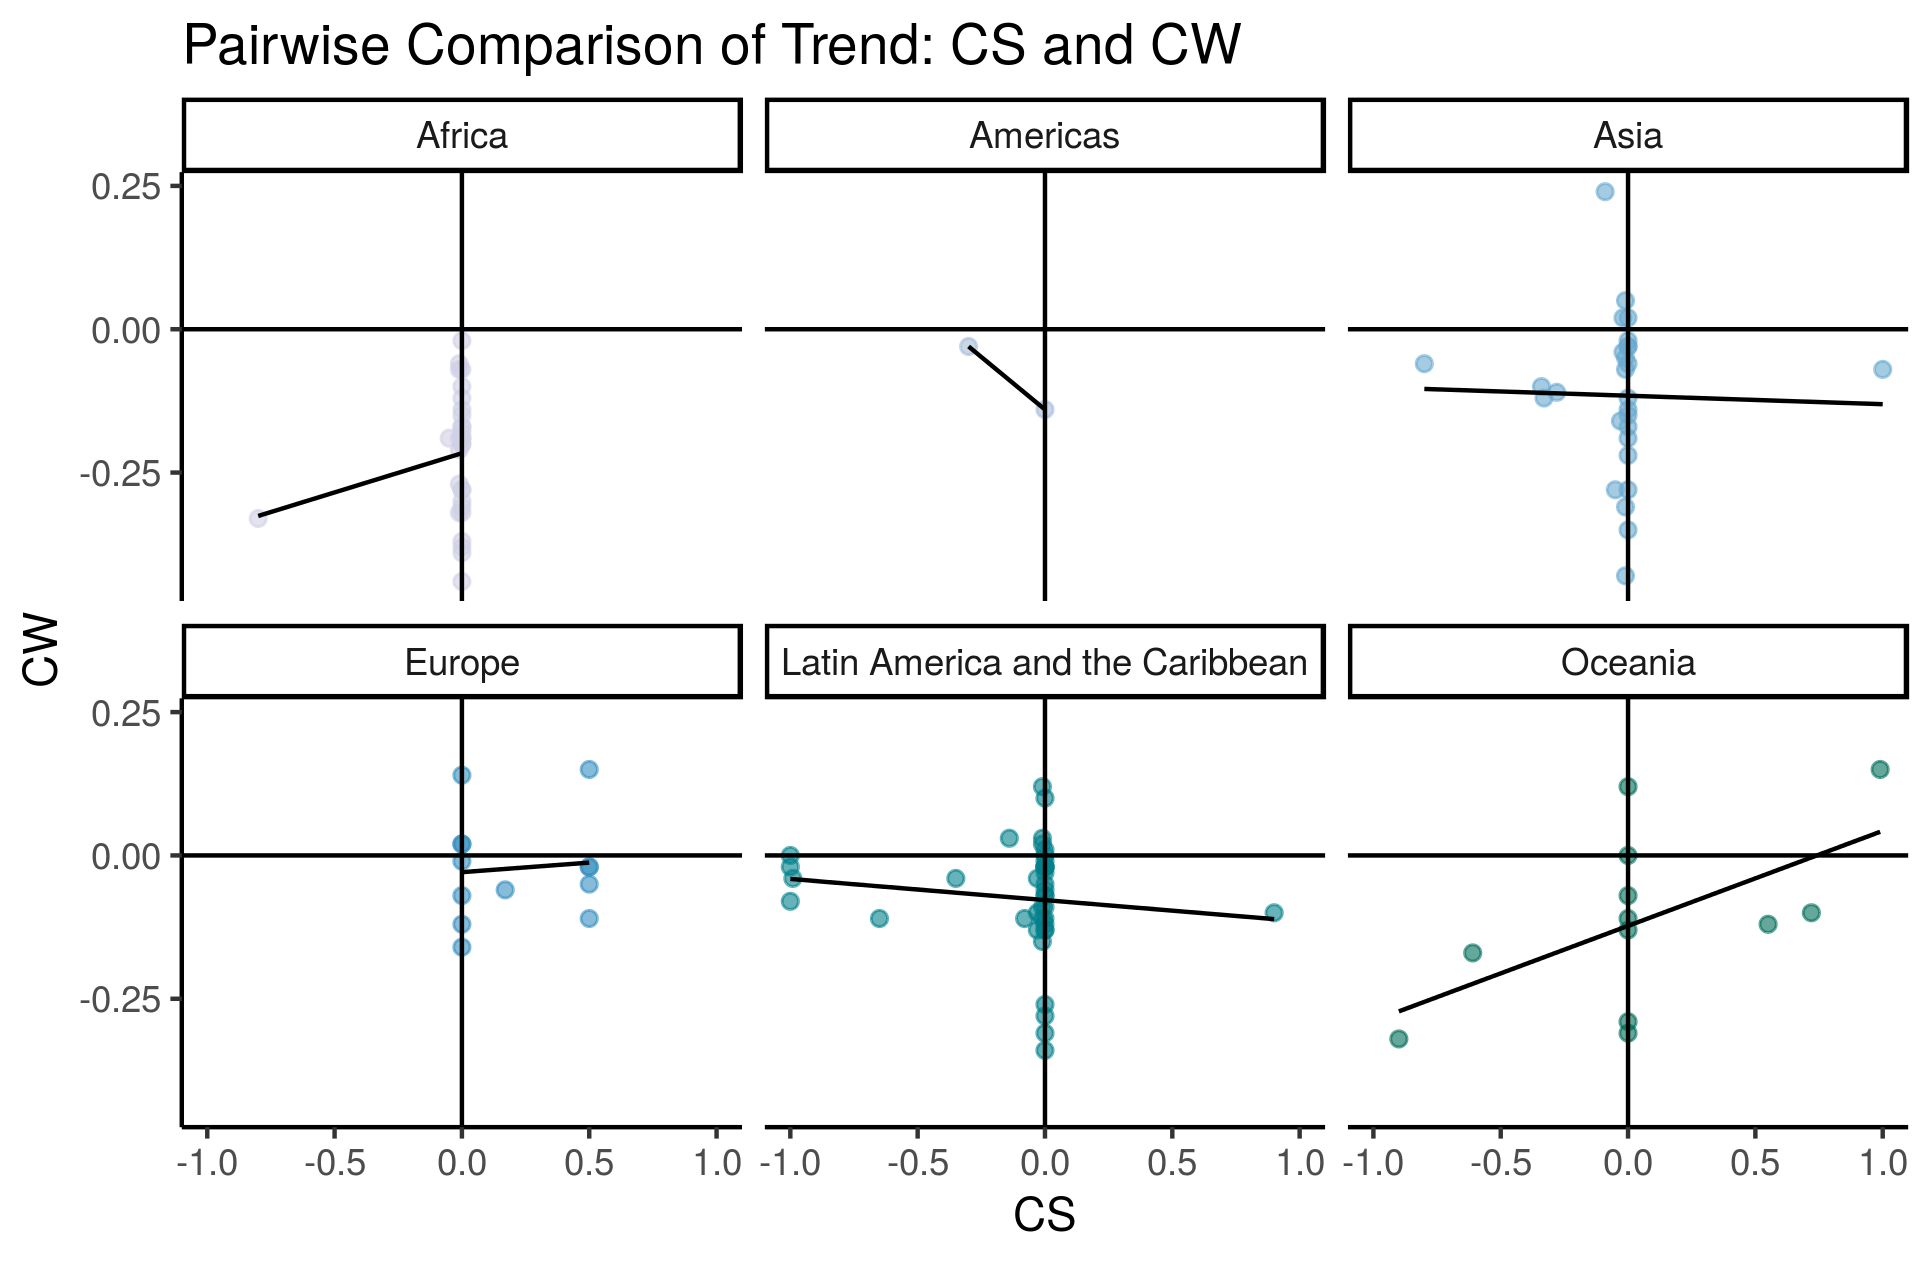 Pairwise Comparison of Trend: CS and CW
Africa
Americas
Asia
0.25
0.00
-0.25
CW
Europe
Latin America and the Caribbean
Oceania
0.25
0.00
-0.25
-1.0 -0.5 0.0 0.5 1.0 -1.0 -0.5 0.0 0.5 1.0 -1.0 -0.5 0.0 0.5 1.0
CS